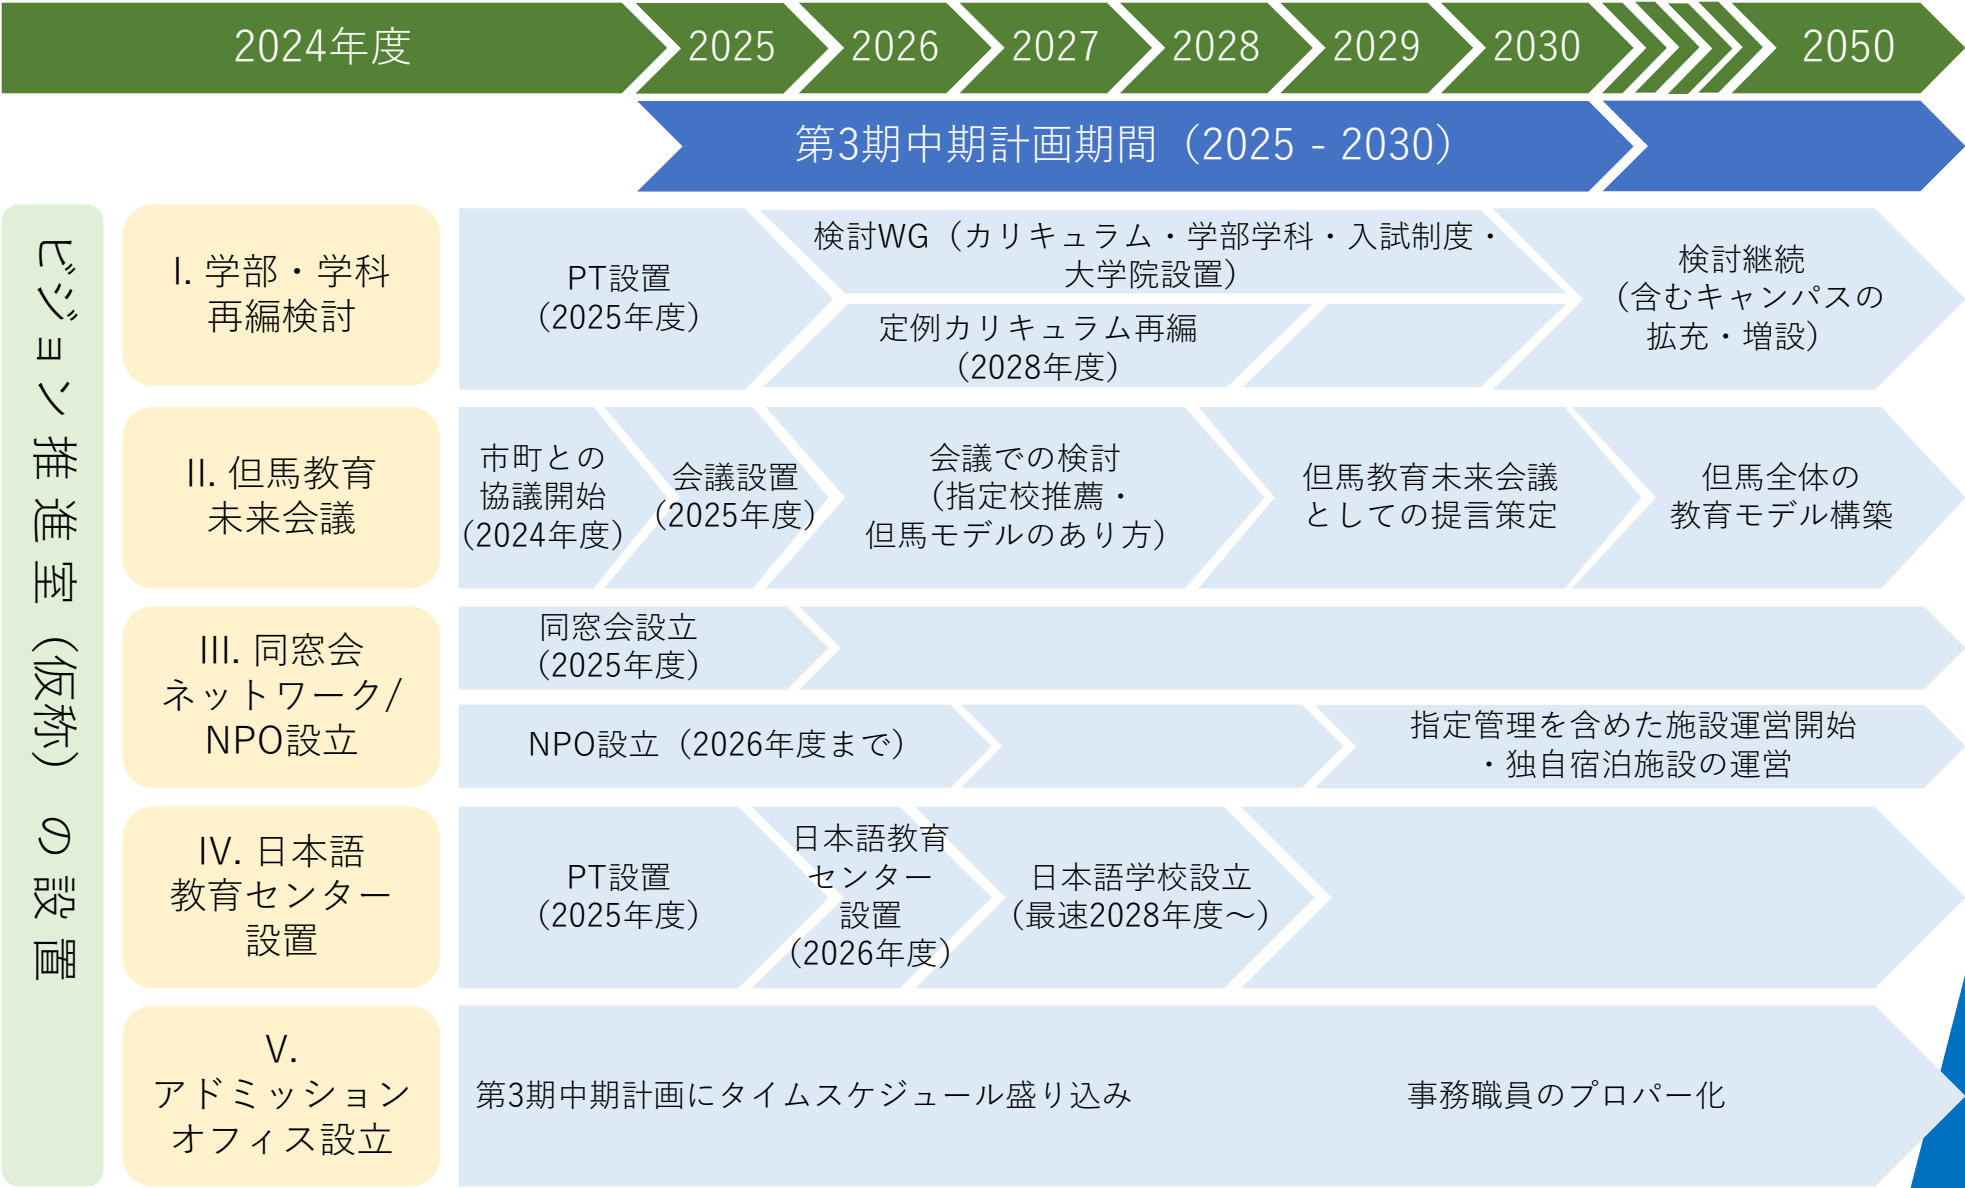 2024年度
2025
2026
2027
2028
2029
2030
2050
第3期中期計画期間（2025 - 2030）
ビジョン推進室（仮称）の設置
I. 学部・学科
再編検討
PT設置
（2025年度）
検討WG（カリキュラム・学部学科・入試制度・
大学院設置）
定例カリキュラム再編
（2028年度）
検討継続
（含むキャンパスの
拡充・増設）
II. 但馬教育
未来会議
市町との
協議開始
（2024年度）
会議設置
（2025年度）
会議での検討
（指定校推薦・
但馬モデルのあり方）
但馬教育未来会議
としての提言策定
但馬全体の
教育モデル構築
III. 同窓会
ネットワーク/
NPO設立
同窓会設立
（2025年度）
NPO設立（2026年度まで）
指定管理を含めた施設運営開始
・独自宿泊施設の運営
IV. 日本語
教育センター
設置
PT設置
（2025年度）
日本語教育
センター
設置
（2026年度）
日本語学校設立
（最速2028年度～）
V.
アドミッション
オフィス設立
第3期中期計画にタイムスケジュール盛り込み
事務職員のプロパー化